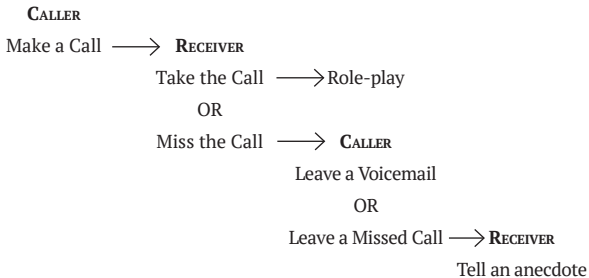 CALLER
Make a Call → RECEIVER
Take the Call → Role-play
OR
Miss the Call → CALLER
Leave a Voicemail
OR
Leave a Missed Call → RECEIVER
Tell an anecdote